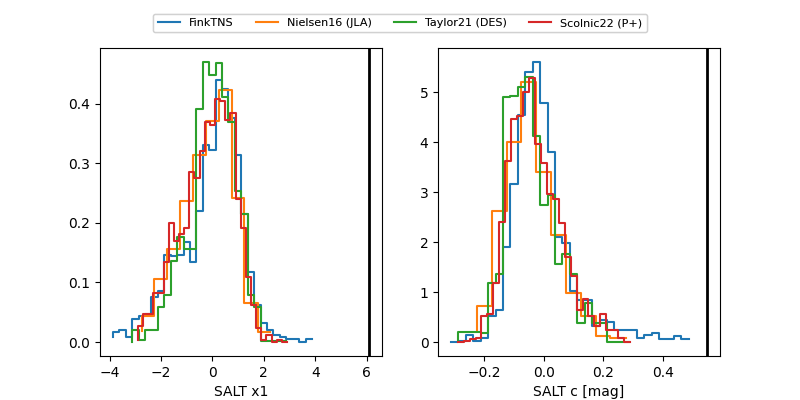 FinkTNS Nielsen16 (JLA) Taylor21 (DES) Scolnic22 (P+)
0.4
0.3
0.2
0.1
0.0
−4 −2 0 2 4 6
SALT x1
5
4
3
2
1
0
−0.2 0.0 0.2 0.4
SALT c [mag]